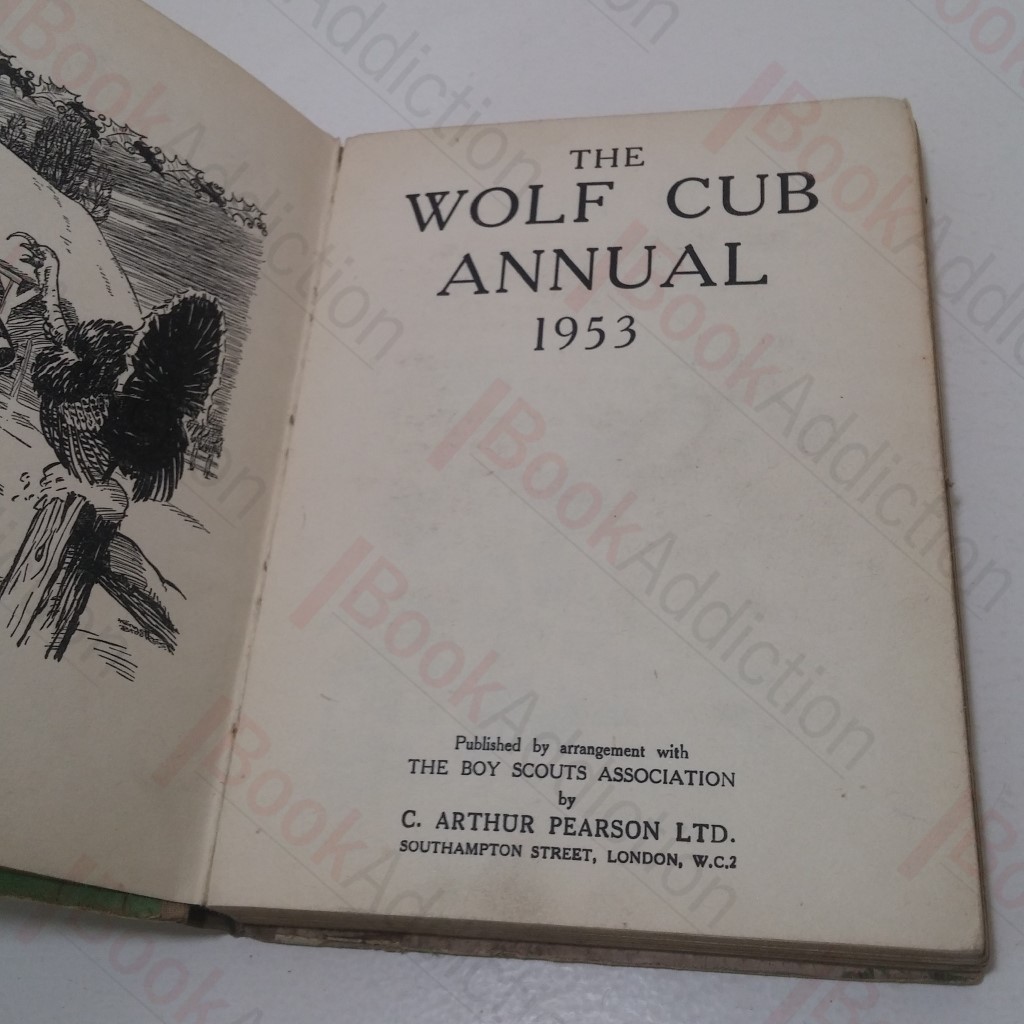 THE
WOLF CUB
ANNUAL
1953
Published by arrangement with
THE BOY SCOUTS ASSOCIATION
by
C. ARTHUR PEARSON LTD.
SOUTHAMPTON STREET, LONDON, W.C.2
BookAddiction